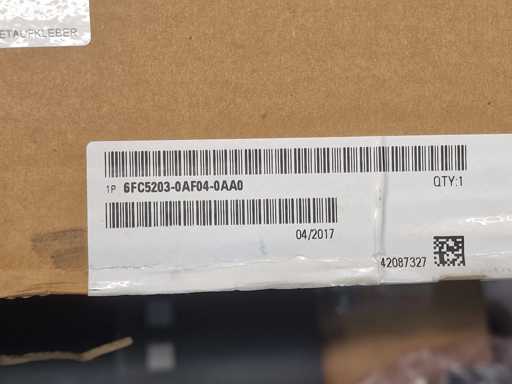 ETAUFKLEBER
1P 6FC5203-0AF04-0AA0
QTY:1
04/2017
42087327